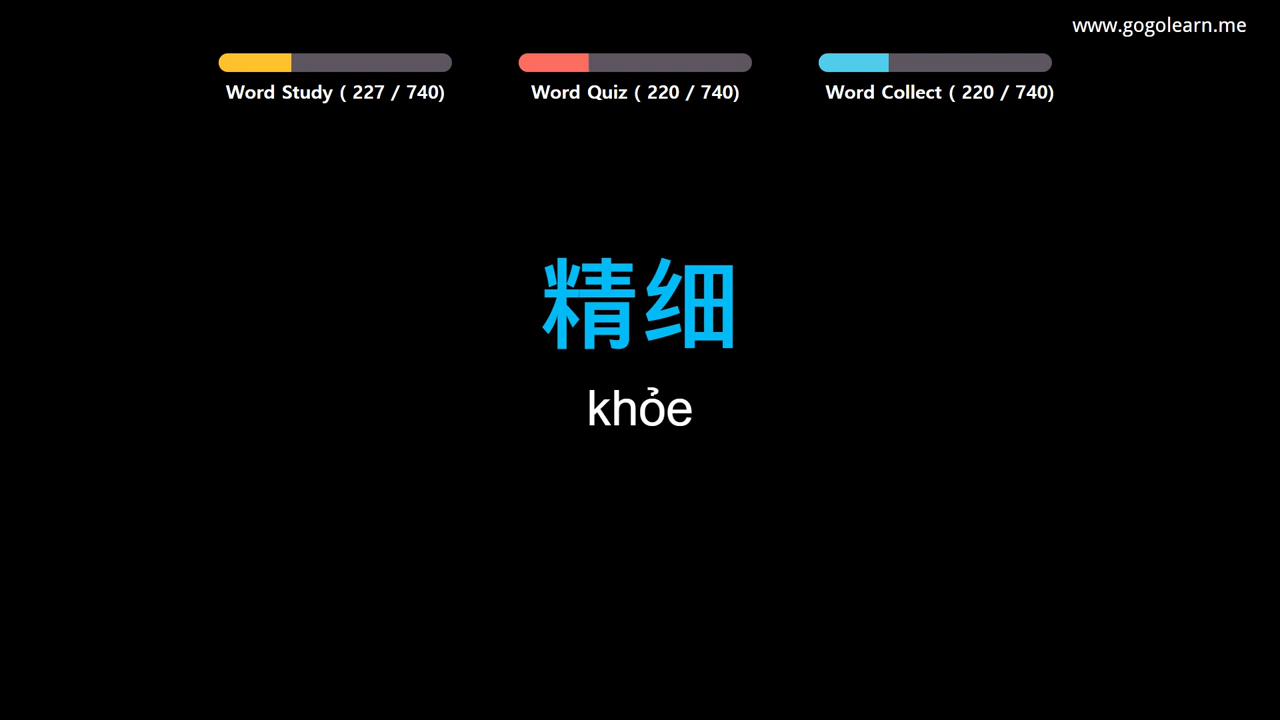 www.gogolearn.me
Word Study ( 227 / 740)
Word Quiz ( 220 / 740)
Word Collect ( 220 / 740)
精细
khỏe